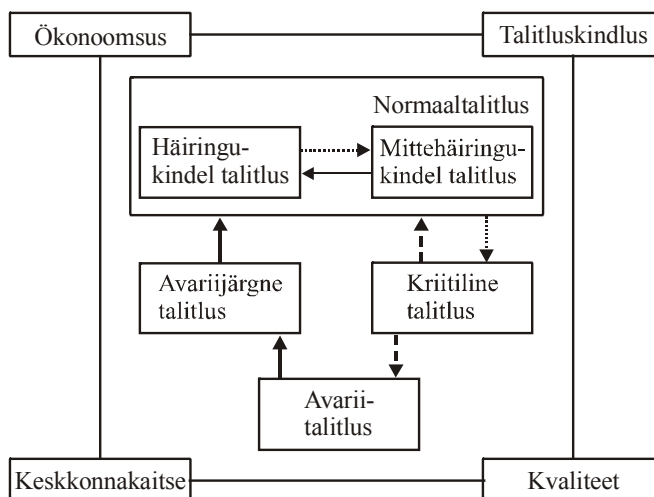 Ökonoomsus
Talitluskindlus
Normaaltalitlus
Häiringu-
kindel talitlus
Mittehäiringu-
kindel talitlus
Avariijärgne
talitlus
Kriitiline
talitlus
Avarii-
talitlus
Keskkonnakaitse
Kvaliteet